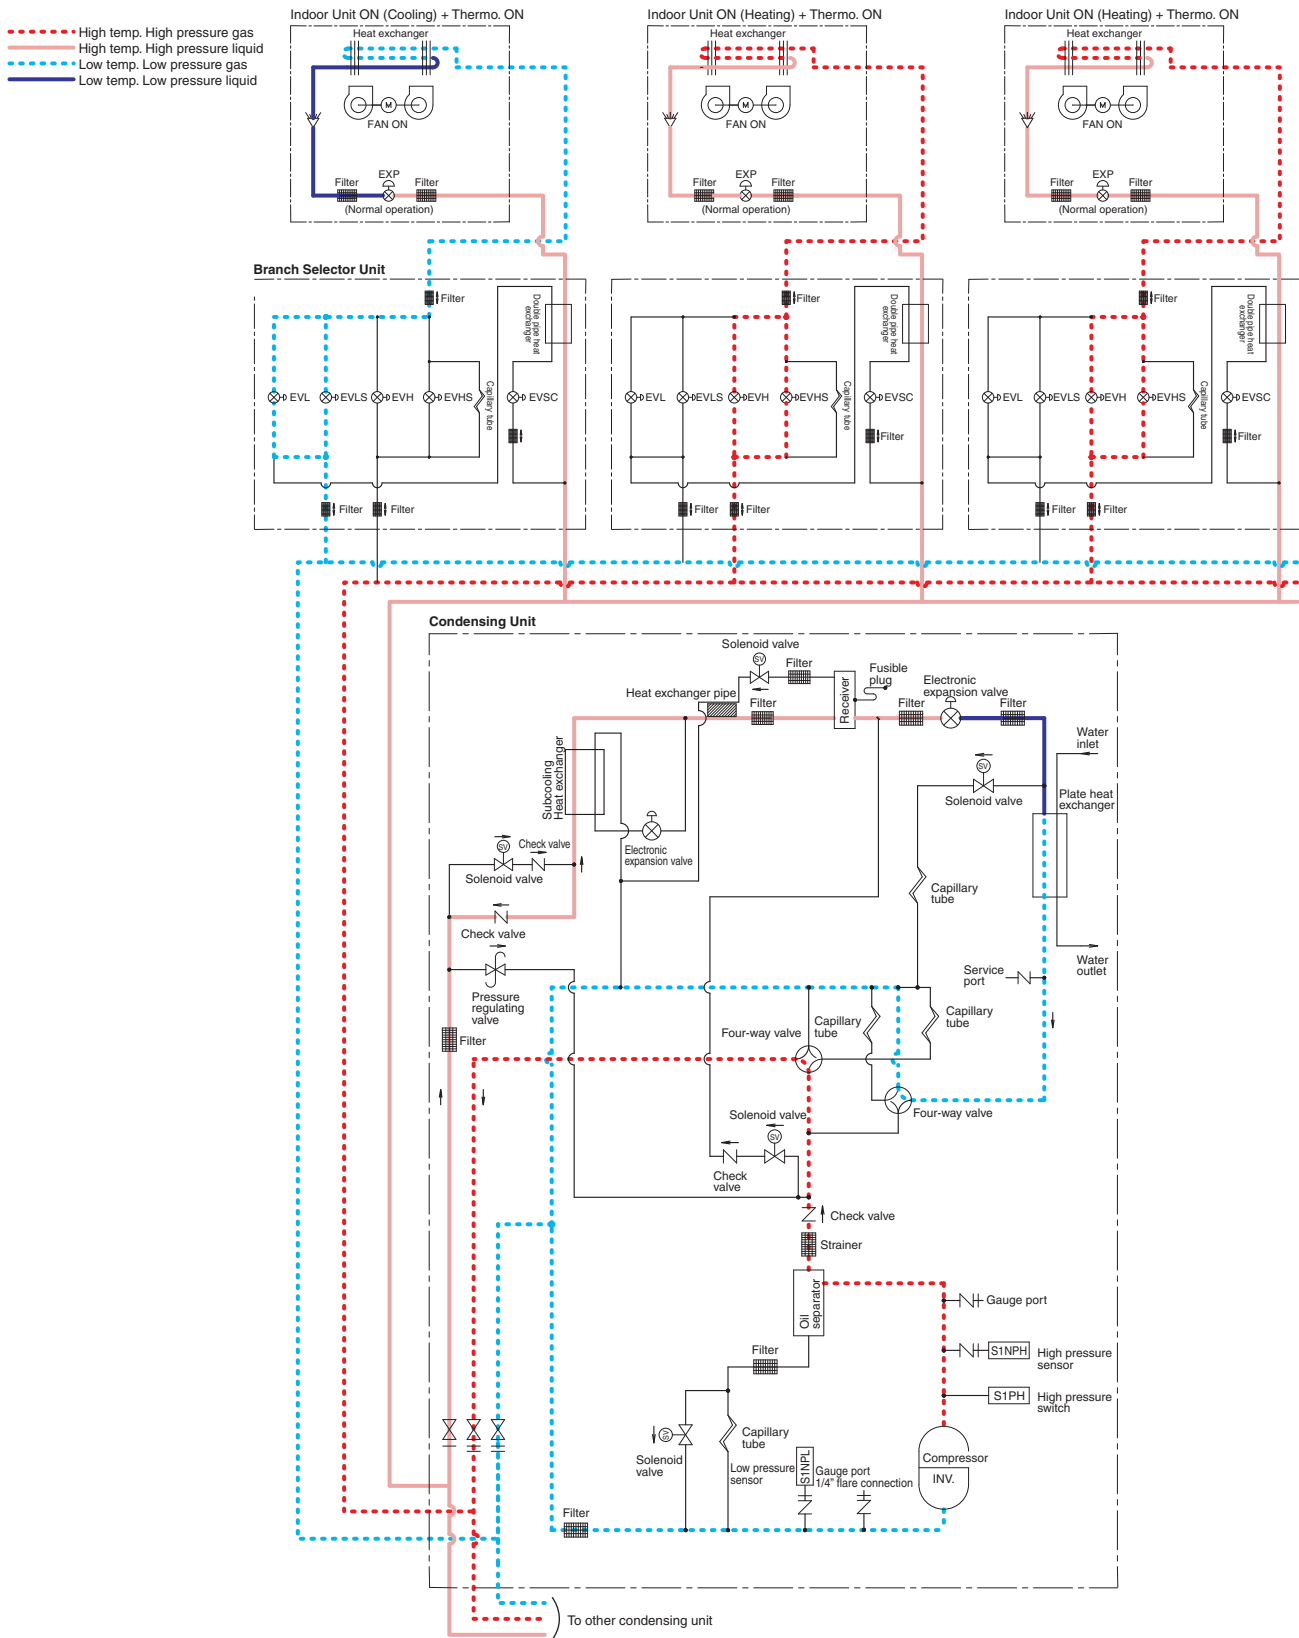 High temp. High pressure gas
High temp. High pressure liquid
Low temp. Low pressure gas
Low temp. Low pressure liquid
Indoor Unit ON (Cooling) + Thermo. ON
Heat exchanger
M
FAN ON
Filter
EXP
Filter
(Normal operation)
Indoor Unit ON (Heating) + Thermo. ON
Heat exchanger
M
FAN ON
Filter
EXP
Filter
(Normal operation)
Indoor Unit ON (Heating) + Thermo. ON
Heat exchanger
M
FAN ON
Filter
EXP
Filter
(Normal operation)
Branch Selector Unit
Filter
Double pipe heat
exchanger
EVL
EVLS
EVH
EVHS
Capillary tube
EVSC
Filter
Filter
Filter
Double pipe heat
exchanger
EVL
EVLS
EVH
EVHS
Capillary tube
EVSC
Filter
Filter
Filter
Filter
Double pipe heat
exchanger
EVL
EVLS
EVH
EVHS
Capillary tube
EVSC
Filter
Filter
Filter
Condensing Unit
Solenoid valve
SV
Filter
Receiver
Fusible
plug
Heat exchanger pipe
Filter
Filter
Electronic
expansion valve
Filter
Water
inlet
Subcooling
Heat exchanger
SV
Solenoid valve
Plate heat
exchanger
SV
Check valve
Solenoid valve
Electronic
expansion valve
Capillary
tube
Check valve
Water
outlet
Service
port
Pressure
regulating
valve
Filter
Four-way valve
Capillary
tube
Capillary
tube
Four-way valve
Solenoid valve
SV
Check
valve
Check valve
Strainer
Oil
separator
Gauge port
S1NPH
High pressure
sensor
S1PH
High pressure
switch
Filter
SV
Solenoid
valve
Capillary
tube
Low pressure
sensor
S1NPL
Gauge port
1/4" flare connection
Compressor
INV.
Filter
To other condensing unit